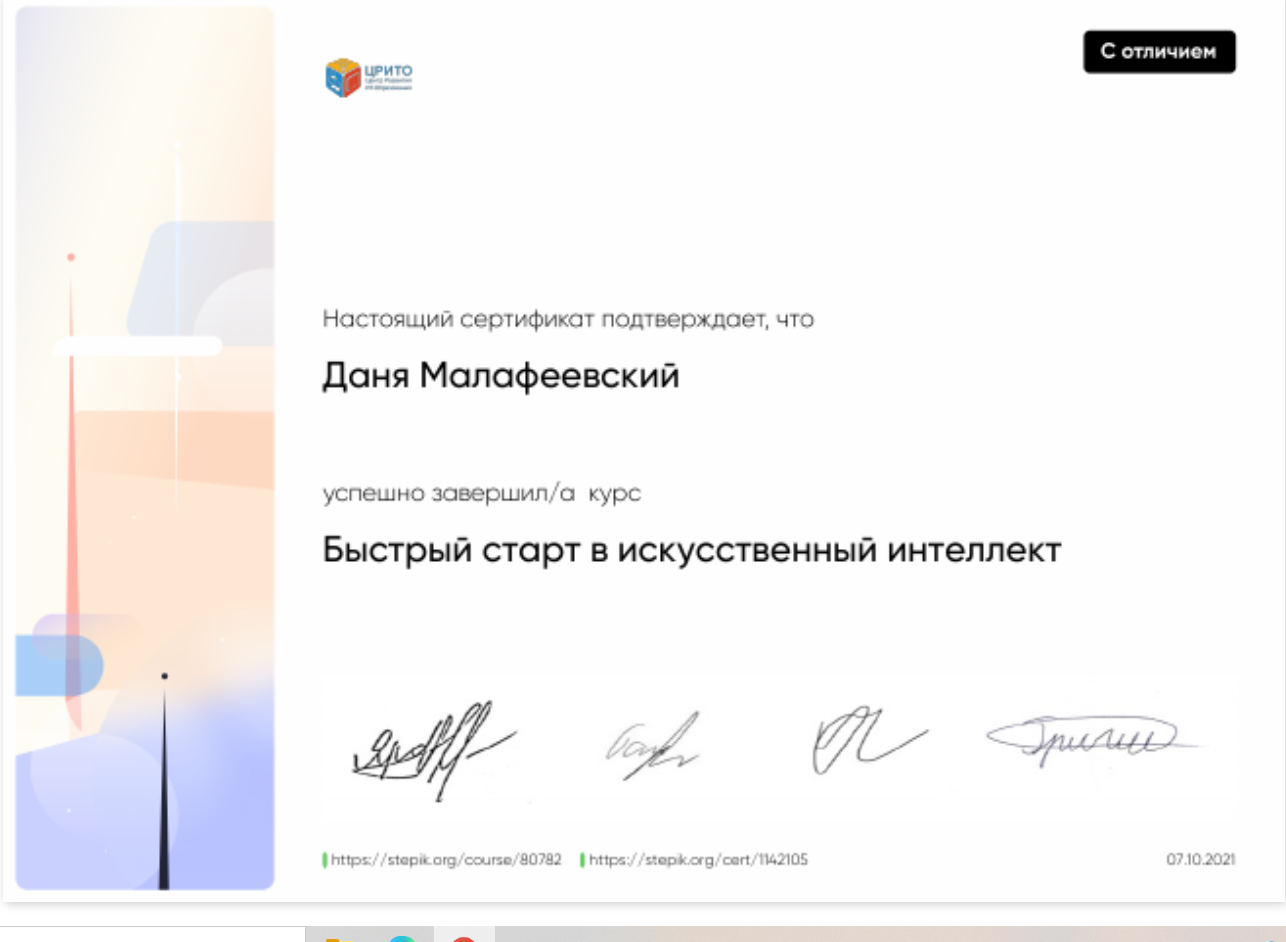 ЦРИТО
С отличием
Настоящий сертификат подтверждает, что
Даня Малафеевский
успешно завершил/а курс
Быстрый старт в искусственный интеллект
https://stepik.org/course/80782 https://stepik.org/cert/1142105 07.10.2021